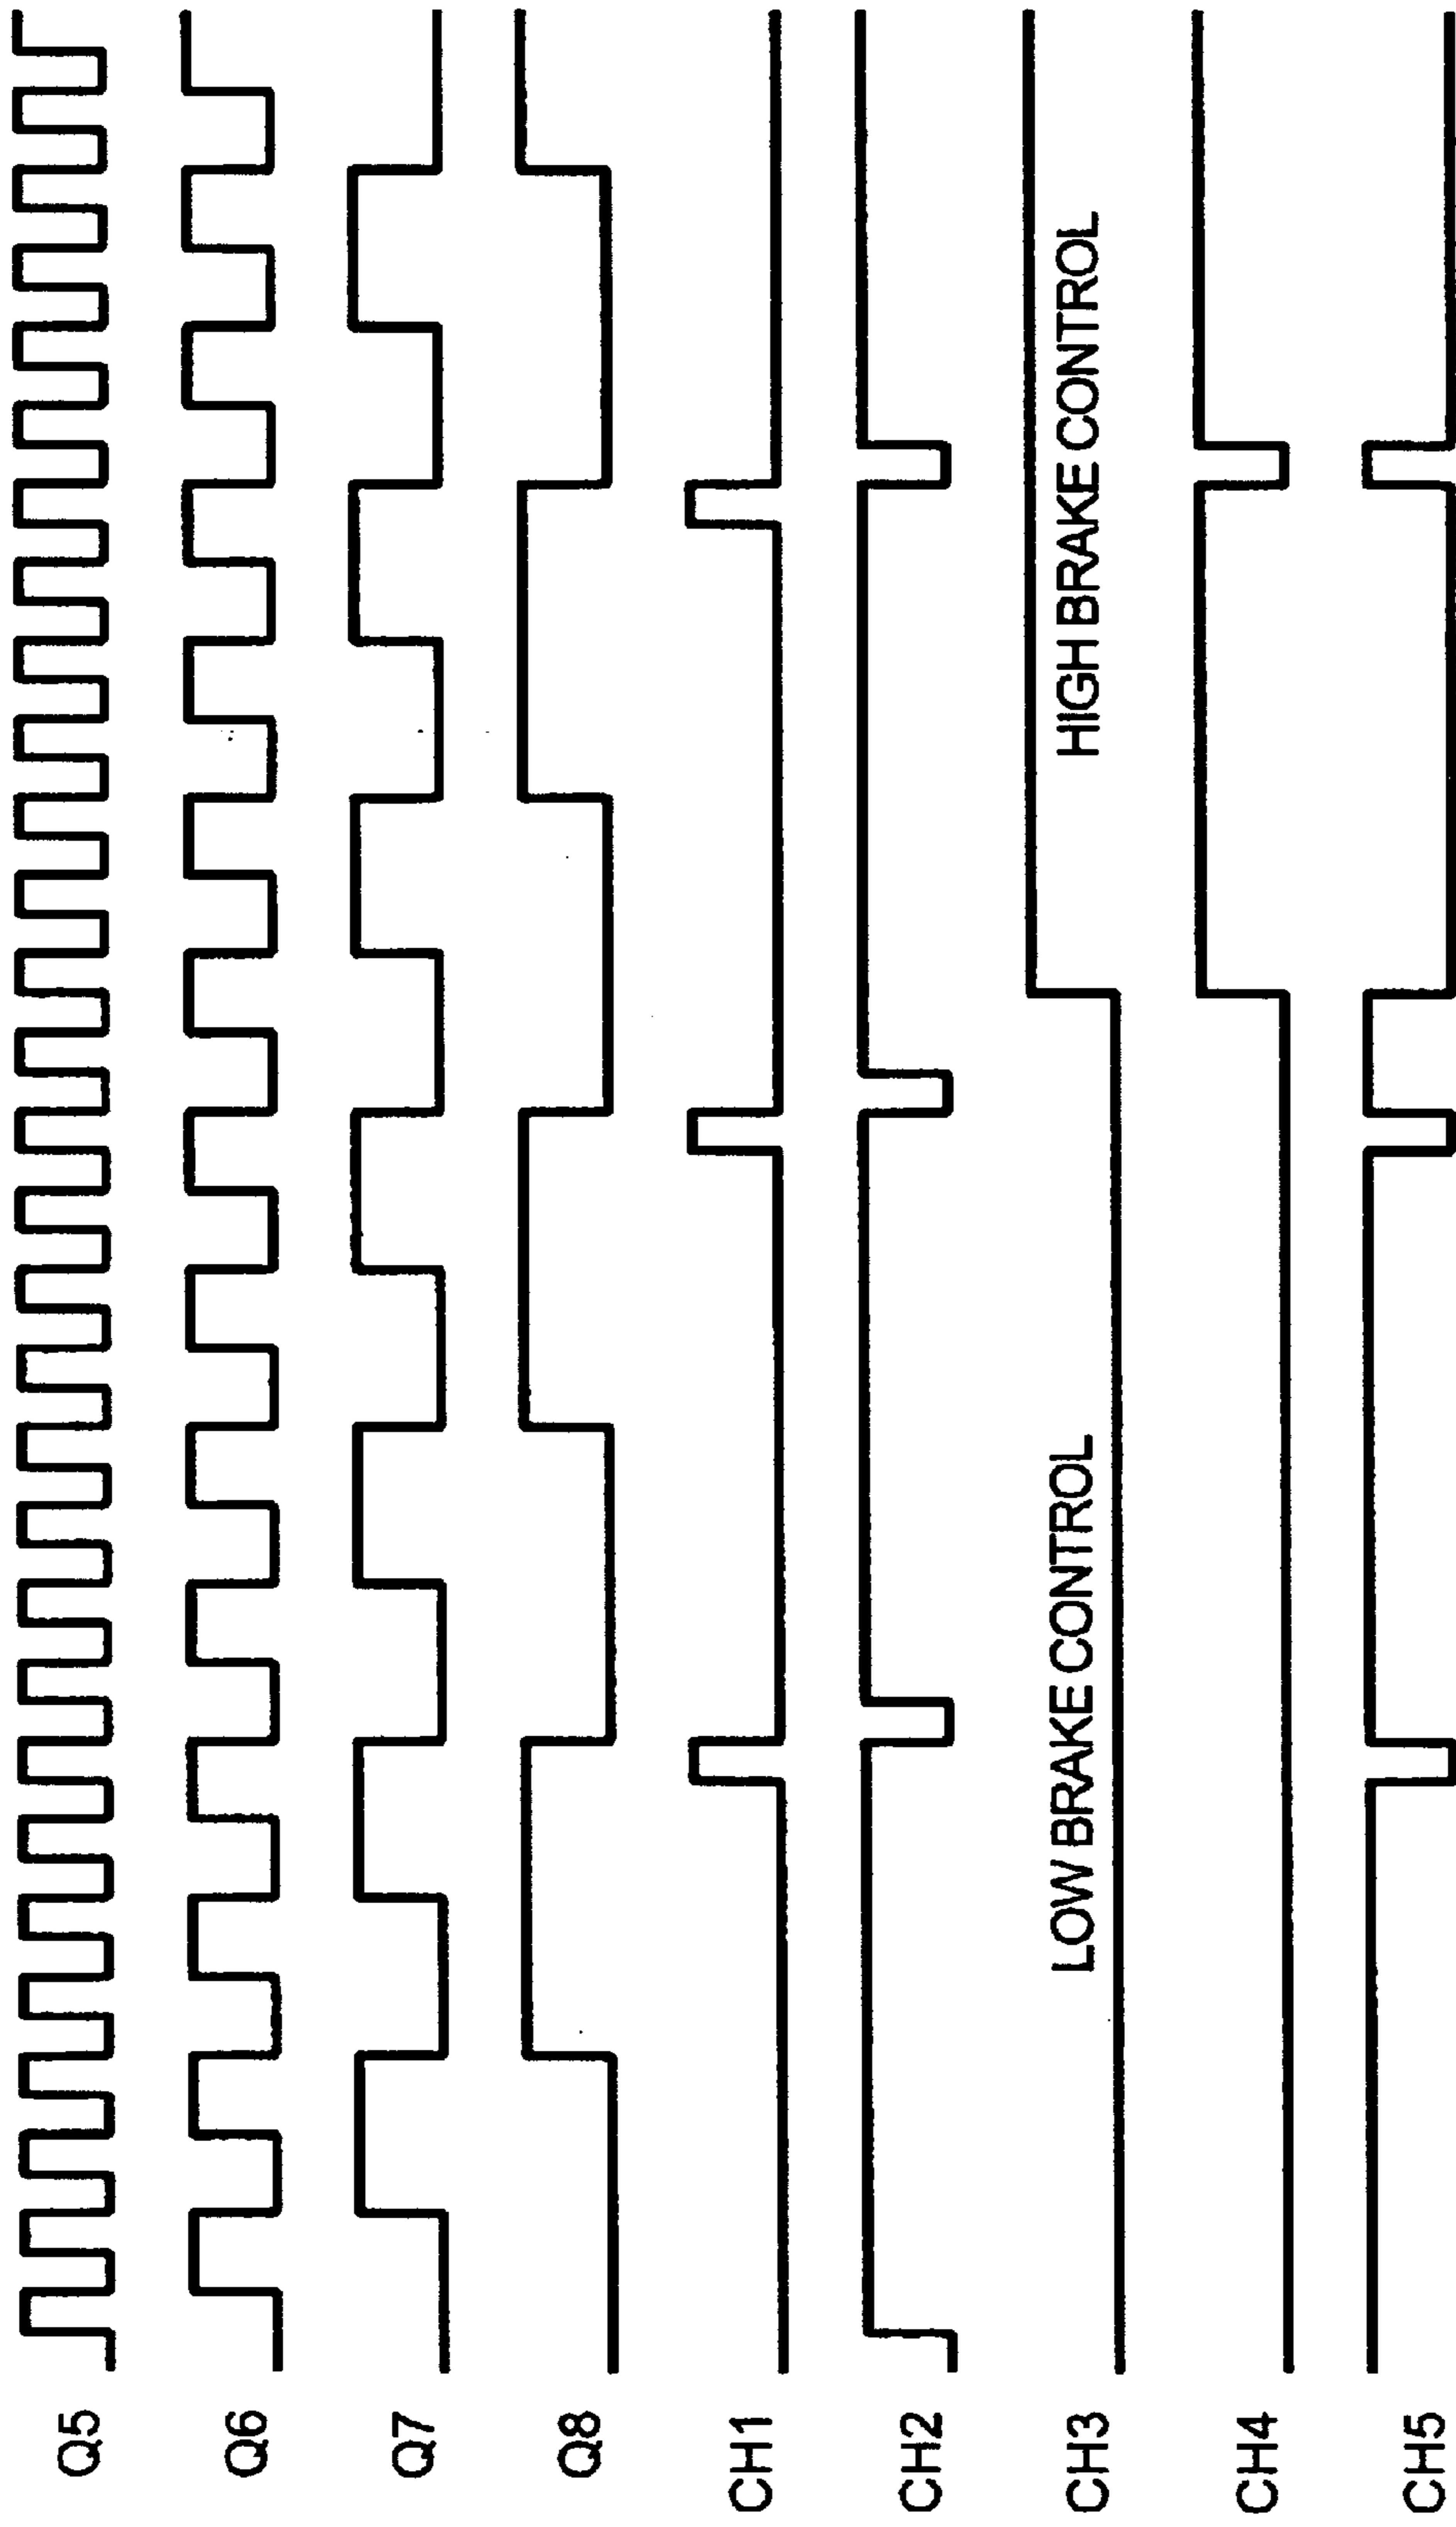 Q5
Q6
Q7
Q8
CH1
CH2
CH3
LOW BRAKE CONTROL
HIGH BRAKE CONTROL
CH4
CH5